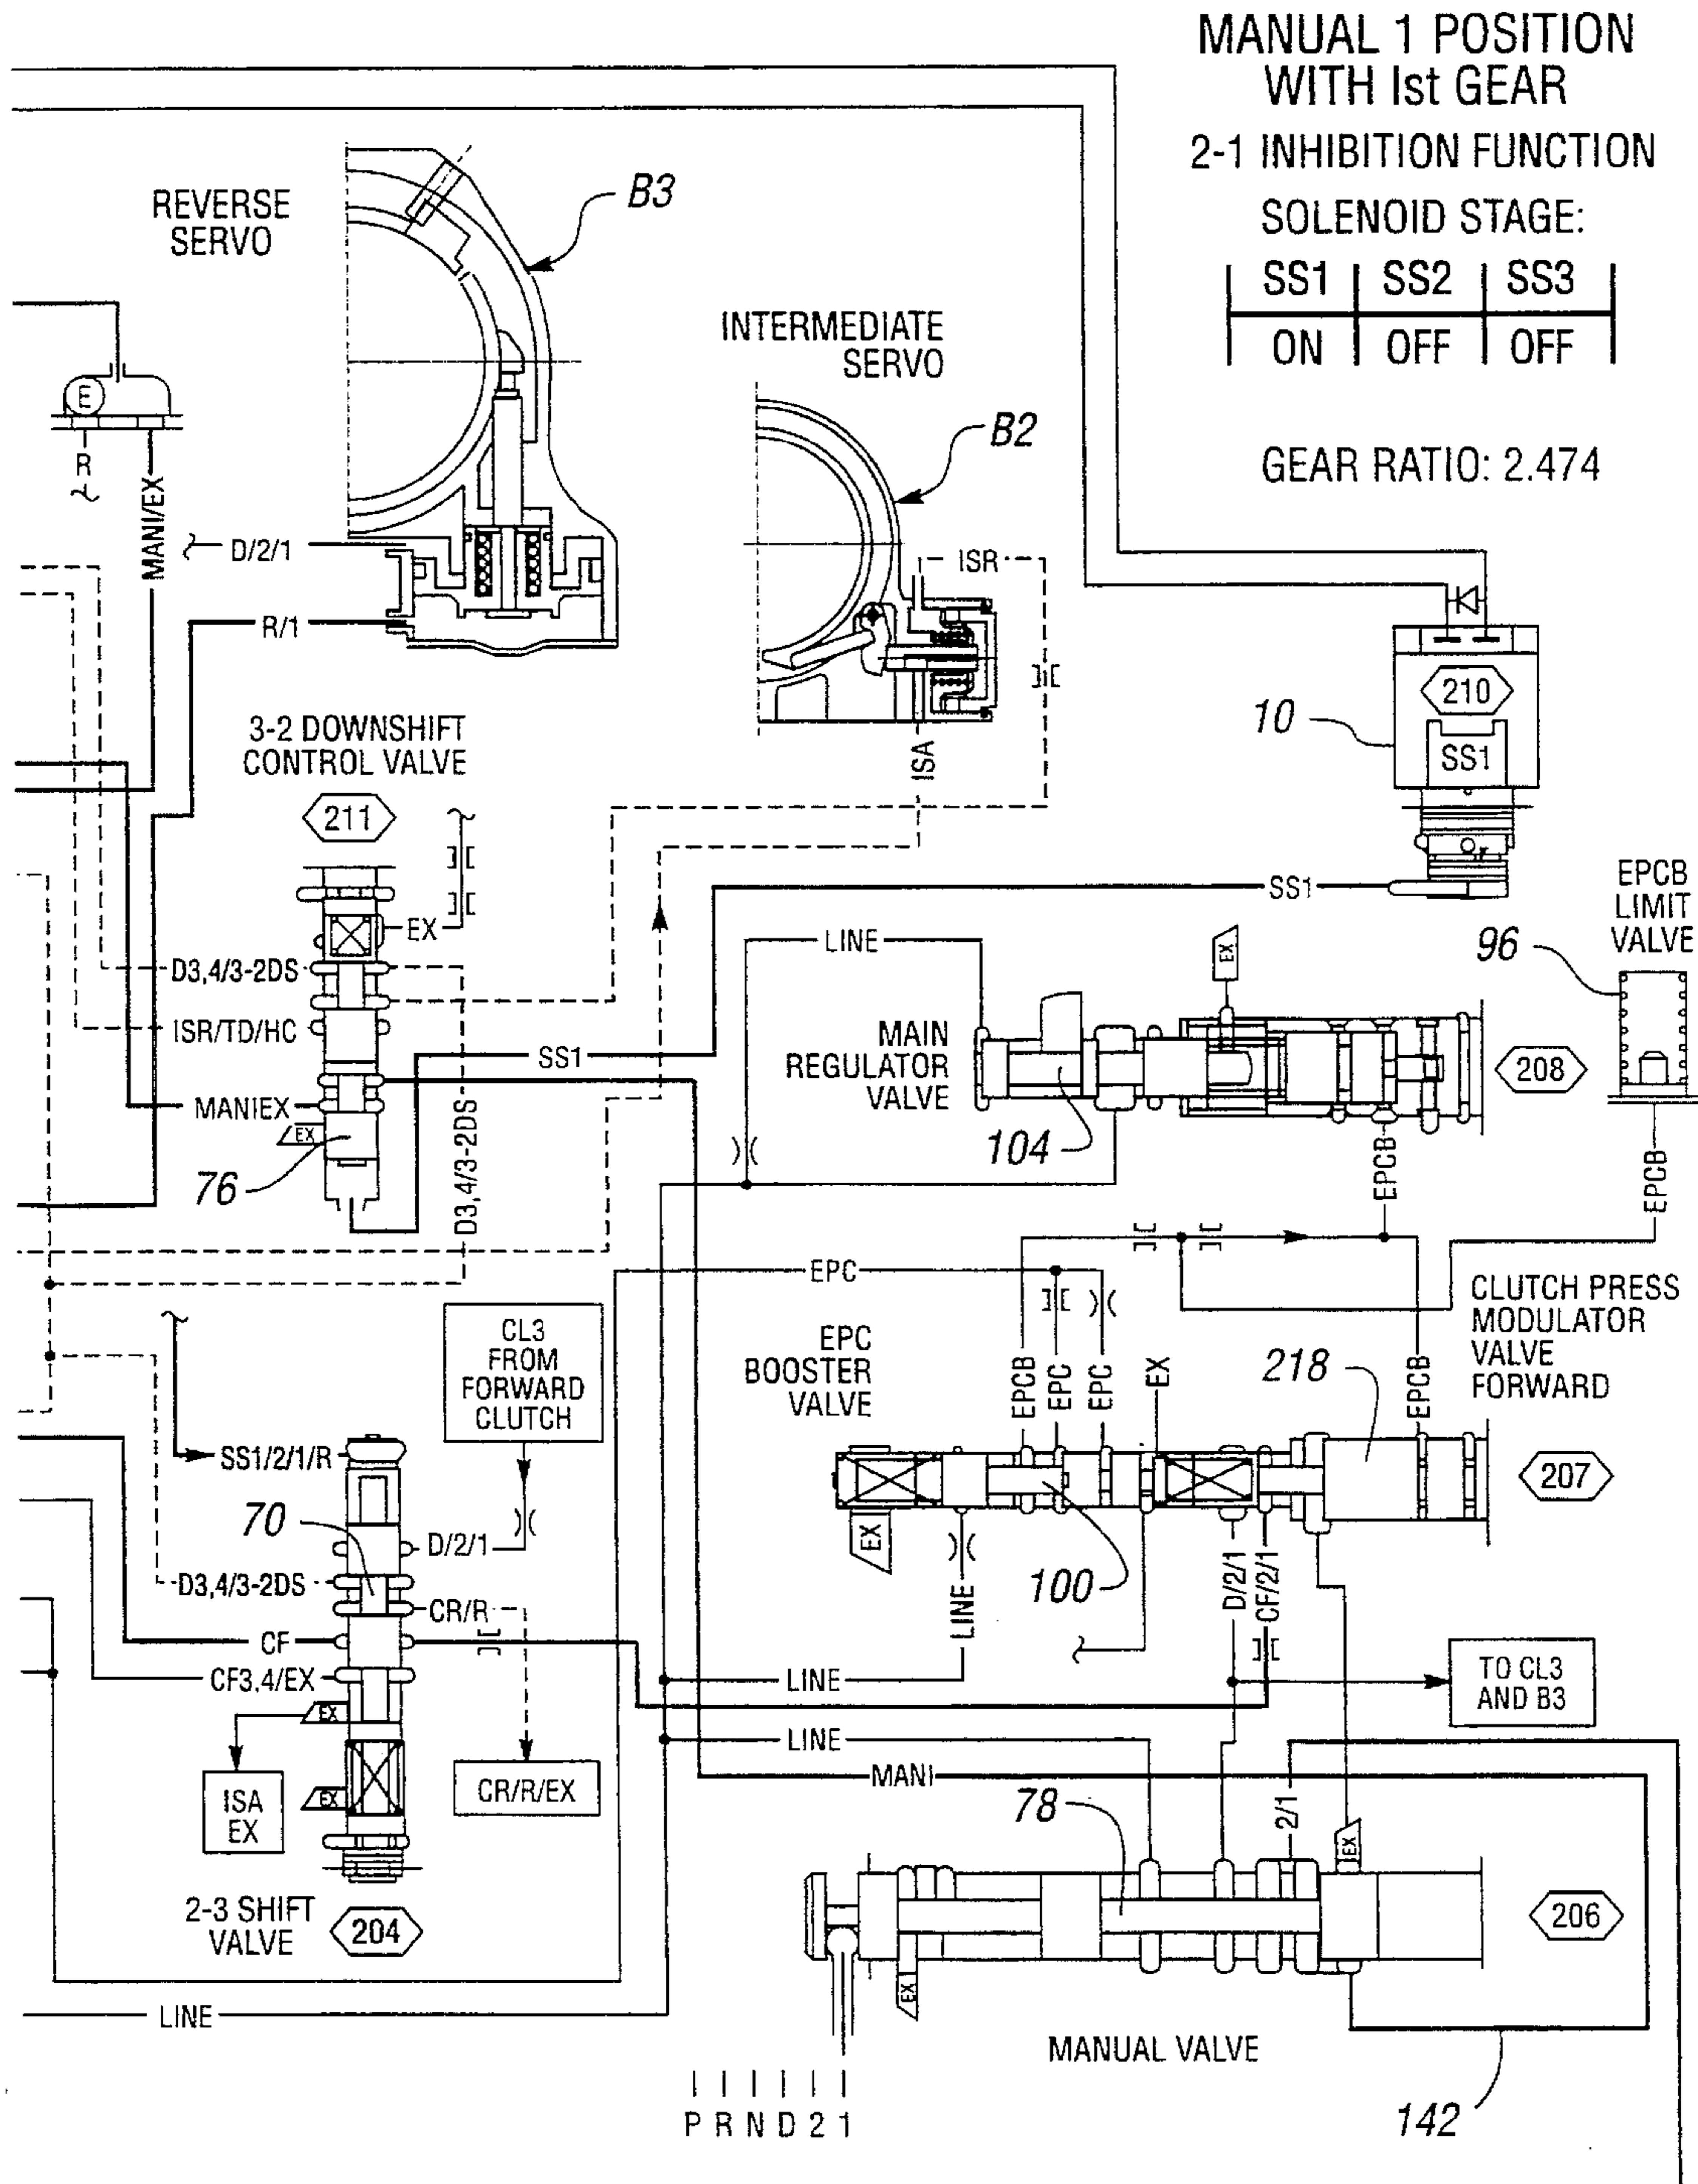 MANUAL 1 POSITION
WITH Ist GEAR
2-1 INHIBITION FUNCTION
SOLENOID STAGE:
SS1 SS2 SS3
ON OFF OFF
GEAR RATIO: 2.474
REVERSE
SERVO
B3
INTERMEDIATE
SERVO
B2
E
R
MANI/EX
D/2/1
R/1
ISR
ISA
10
210
SS1
3-2 DOWNSHIFT
CONTROL VALVE
211
EX
D3,4/3-2DS
ISR/TD/HC
MANIEX
EX
76
D3,4/3-2DS
SS1
SS1
LINE
EX
MAIN
REGULATOR
VALVE
104
208
EPCB
LIMIT
VALVE
96
EPCB
EPCB
EPC
CL3
FROM
FORWARD
CLUTCH
EPC
BOOSTER
VALVE
EPCB
EPC
EPC
EX
218
EPCB
CLUTCH PRESS
MODULATOR
VALVE
FORWARD
207
SS1/2/1/R
70
D/2/1
D3,4/3-2DS
CR/R
CF
CF3,4/EX
EX
EX
ISA
EX
CR/R/EX
2-3 SHIFT
VALVE
204
EX
LINE
100
D/2/1
CF/2/1
LINE
TO CL3
AND B3
LINE
MANI
78
2/1
EX
206
EX
LINE
MANUAL VALVE
142
P R N D 2 1